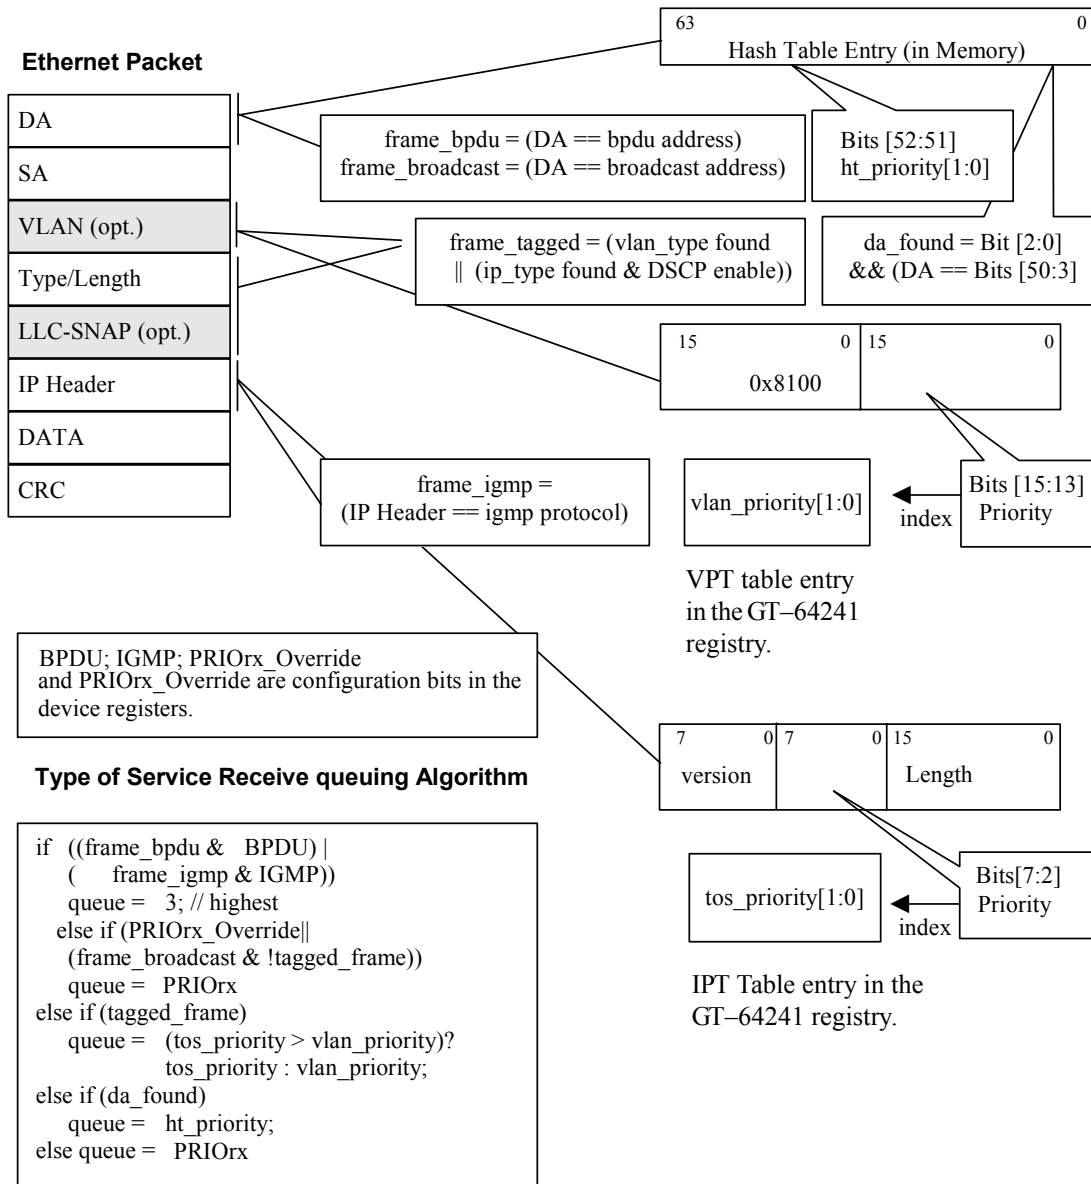 63 0
Hash Table Entry (in Memory)
Ethernet Packet
DA
SA
VLAN (opt.)
Type/Length
LLC-SNAP (opt.)
IP Header
DATA
CRC
frame_bpdu = (DA == bpdu address)
frame_broadcast = (DA == broadcast address)
Bits [52:51]
ht_priority[1:0]
frame_tagged = (vlan_type found
|| (ip_type found & DSCP enable))
da_found = Bit [2:0]
&& (DA == Bits [50:3]
15 0 15 0
0x8100
frame_igmp =
(IP Header == igmp protocol)
vlan_priority[1:0]
index
Bits [15:13]
Priority
VPT table entry
in the GT–64241
registry.
BPDU; IGMP; PRIOrx_Override
and PRIOrx_Override are configuration bits in the
device registers.
7 0 7 0 15 0
version Length
Type of Service Receive queuing Algorithm
if ((frame_bpdu & BPDU) |
( frame_igmp & IGMP))
queue = 3; // highest
else if (PRIOrx_Override||
(frame_broadcast & !tagged_frame))
queue = PRIOrx
else if (tagged_frame)
queue = (tos_priority > vlan_priority)?
tos_priority : vlan_priority;
else if (da_found)
queue = ht_priority;
else queue = PRIOrx
tos_priority[1:0]
index
Bits[7:2]
Priority
IPT Table entry in the
GT–64241 registry.